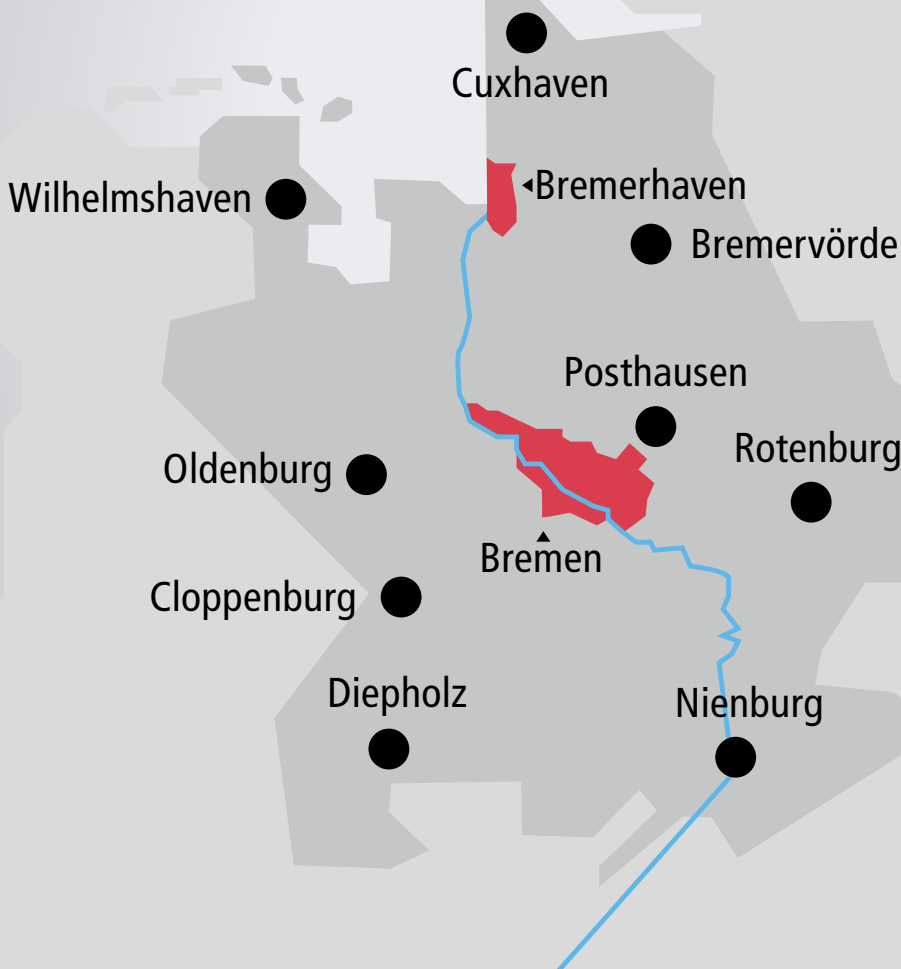 Cuxhaven
Bremerhaven
Wilhelmshaven
Bremervörde
Posthausen
Rotenburg
Oldenburg
Bremen
Cloppenburg
Diepholz
Nienburg